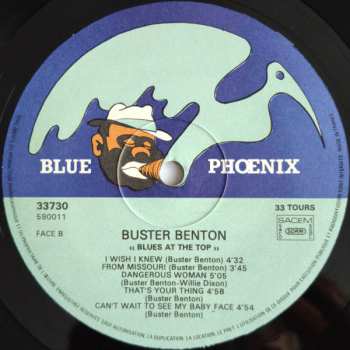 BLUE PHŒNIX
33730
590011
FACE B
33 TOURS
SACEM
BUSTER BENTON
« BLUES AT THE TOP »
I WISH I KNEW (Buster Benton) 4'32
FROM MISSOURI (Buster Benton) 3'45
DANGEROUS WOMAN 5'05
(Buster Benton-Willie Dixon)
THAT'S YOUR THING 4'58
(Buster Benton)
CAN'T WAIT TO SEE MY BABY FACE 4'54
(Buster Benton)